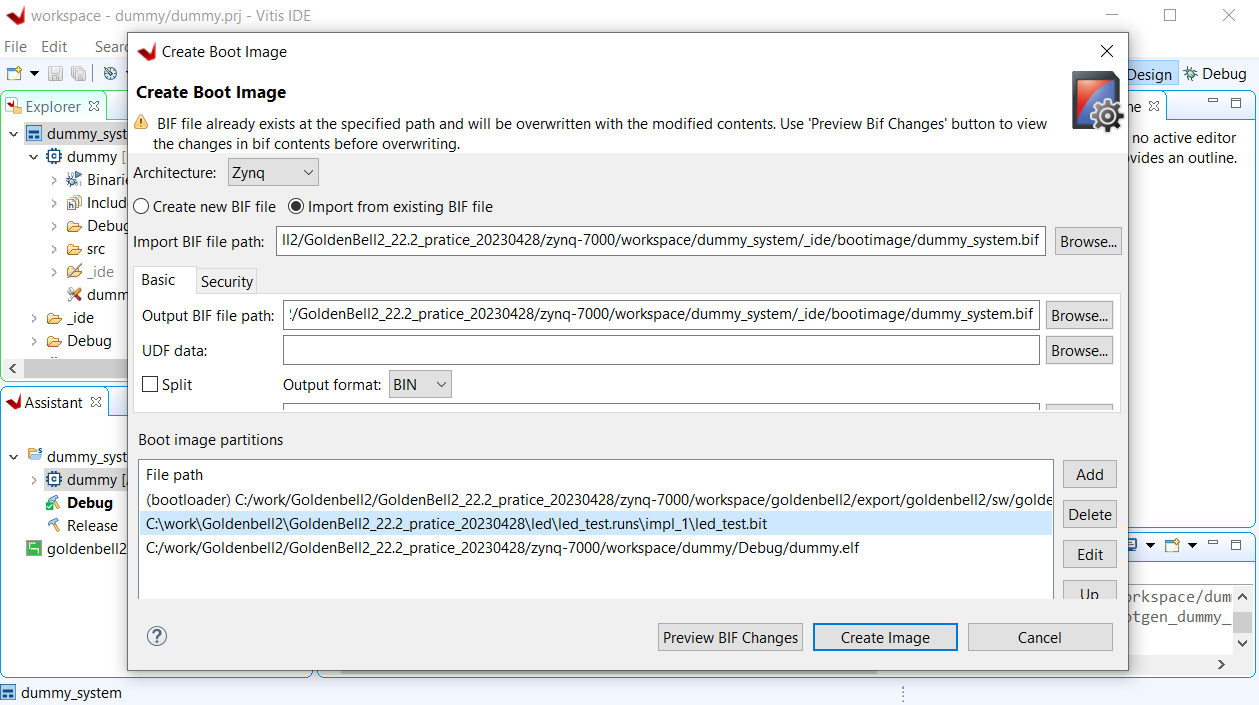 workspace - dummy/dummy.prj - Vitis IDE
File Edit Searc
Create Boot Image
Design Debug
Create Boot Image
BIF file already exists at the specified path and will be overwritten with the modified contents. Use 'Preview Bif Changes' button to view
the changes in bif contents before overwriting.
Explorer
dummy_syst
dummy [
Binarie
Includ
Debug
src
_ide
dumm
_ide
Debug
Architecture: Zynq
Create new BIF file Import from existing BIF file
Import BIF file path: ll2/GoldenBell2_22.2_pratice_20230428/zynq-7000/workspace/dummy_system/_ide/bootimage/dummy_system.bif Browse...
Basic Security
Output BIF file path: /GoldenBell2_22.2_pratice_20230428/zynq-7000/workspace/dummy_system/_ide/bootimage/dummy_system.bif Browse...
UDF data: Browse...
Split Output format: BIN
ne
no active editor
ovides an outline.
Assistant
dummy_syst
dummy [
Debug
Release
goldenbell2
Boot image partitions
File path
(bootloader) C:/work/Goldenbell2/GoldenBell2_22.2_pratice_20230428/zynq-7000/workspace/goldenbell2/export/goldenbell2/sw/golde
C:\work\Goldenbell2\GoldenBell2_22.2_pratice_20230428\led\led_test.runs\impl_1\led_test.bit
C:/work/Goldenbell2/GoldenBell2_22.2_pratice_20230428/zynq-7000/workspace/dummy/Debug/dummy.elf
Add
Delete
Edit
Up
orkspace/dum
otgen_dummy_
Preview BIF Changes Create Image Cancel
dummy_system